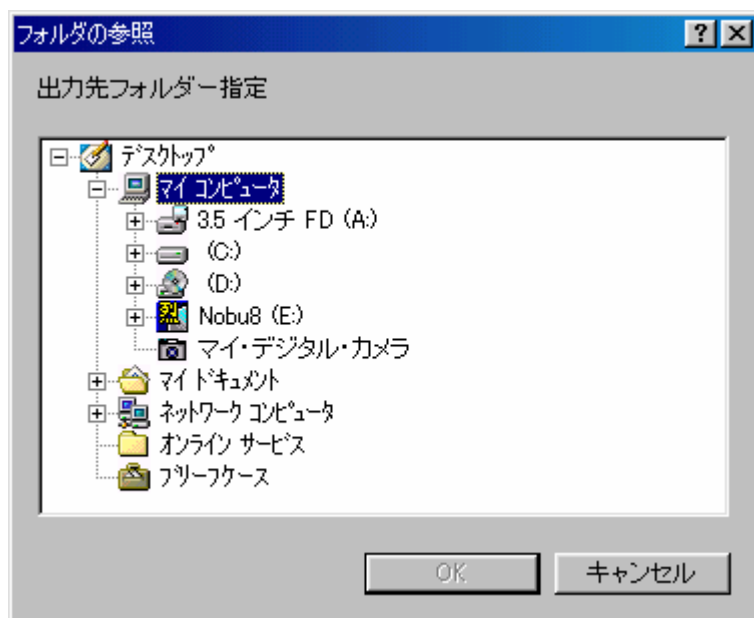 フォルダの参照
出力先フォルダー指定
デスクトップ
マイ コンピュータ
3.5 インチ FD (A:)
(C:)
(D:)
Nobu8 (E:)
マイ・デジタル・カメラ
マイ ドキュメント
ネットワーク コンピュータ
オンライン サービス
ブリーフケース
OK
キャンセル